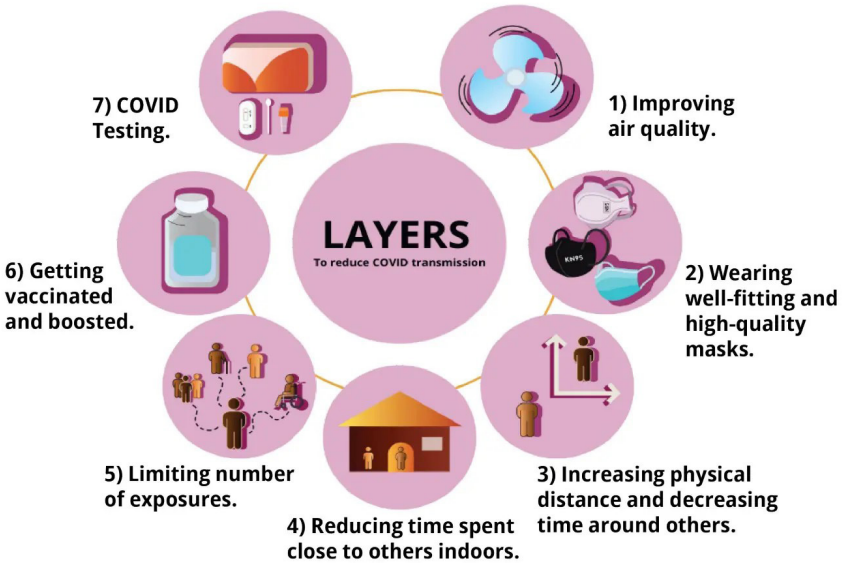 LAYERS
To reduce COVID transmission
1) Improving
air quality.
KN95
2) Wearing
well-fitting and
high-quality
masks.
3) Increasing physical
distance and decreasing
time around others.
4) Reducing time spent
close to others indoors.
5) Limiting number
of exposures.
6) Getting
vaccinated
and boosted.
7) COVID
Testing.